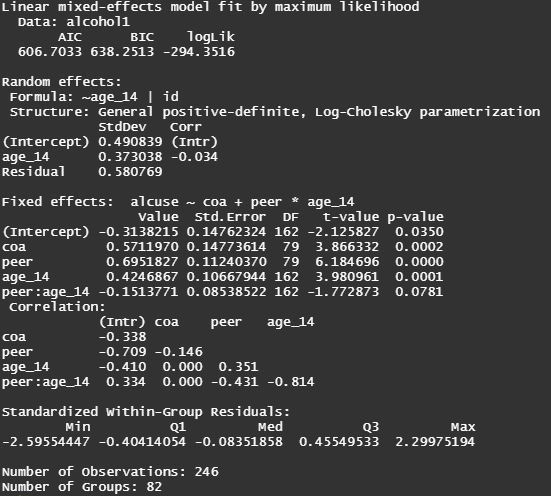 Linear mixed-effects model fit by maximum likelihood
  Data: alcohol1
       AIC      BIC    logLik
  606.7033 638.2513 -294.3516

Random effects:
 Formula: ~age_14 | id
 Structure: General positive-definite, Log-Cholesky parametrization
            StdDev   Corr
(Intercept) 0.490839 (Intr)
age_14      0.373038 -0.034
Residual    0.580769

Fixed effects:  alcuse ~ coa + peer * age_14
                 Value  Std.Error  DF   t-value p-value
(Intercept) -0.3138215 0.14762324 162 -2.125827  0.0350
coa          0.5711970 0.14773614  79  3.866332  0.0002
peer         0.6951827 0.11240370  79  6.184696  0.0000
age_14       0.4246867 0.10667944 162  3.980961  0.0001
peer:age_14 -0.1513771 0.08538522 162 -1.772873  0.0781
 Correlation:
            (Intr) coa    peer   age_14
coa         -0.338
peer        -0.709 -0.146
age_14      -0.410  0.000  0.351
peer:age_14  0.334  0.000 -0.431 -0.814

Standardized Within-Group Residuals:
        Min          Q1         Med          Q3         Max
-2.59554447 -0.40414054 -0.08351858  0.45549533  2.29975194

Number of Observations: 246
Number of Groups: 82